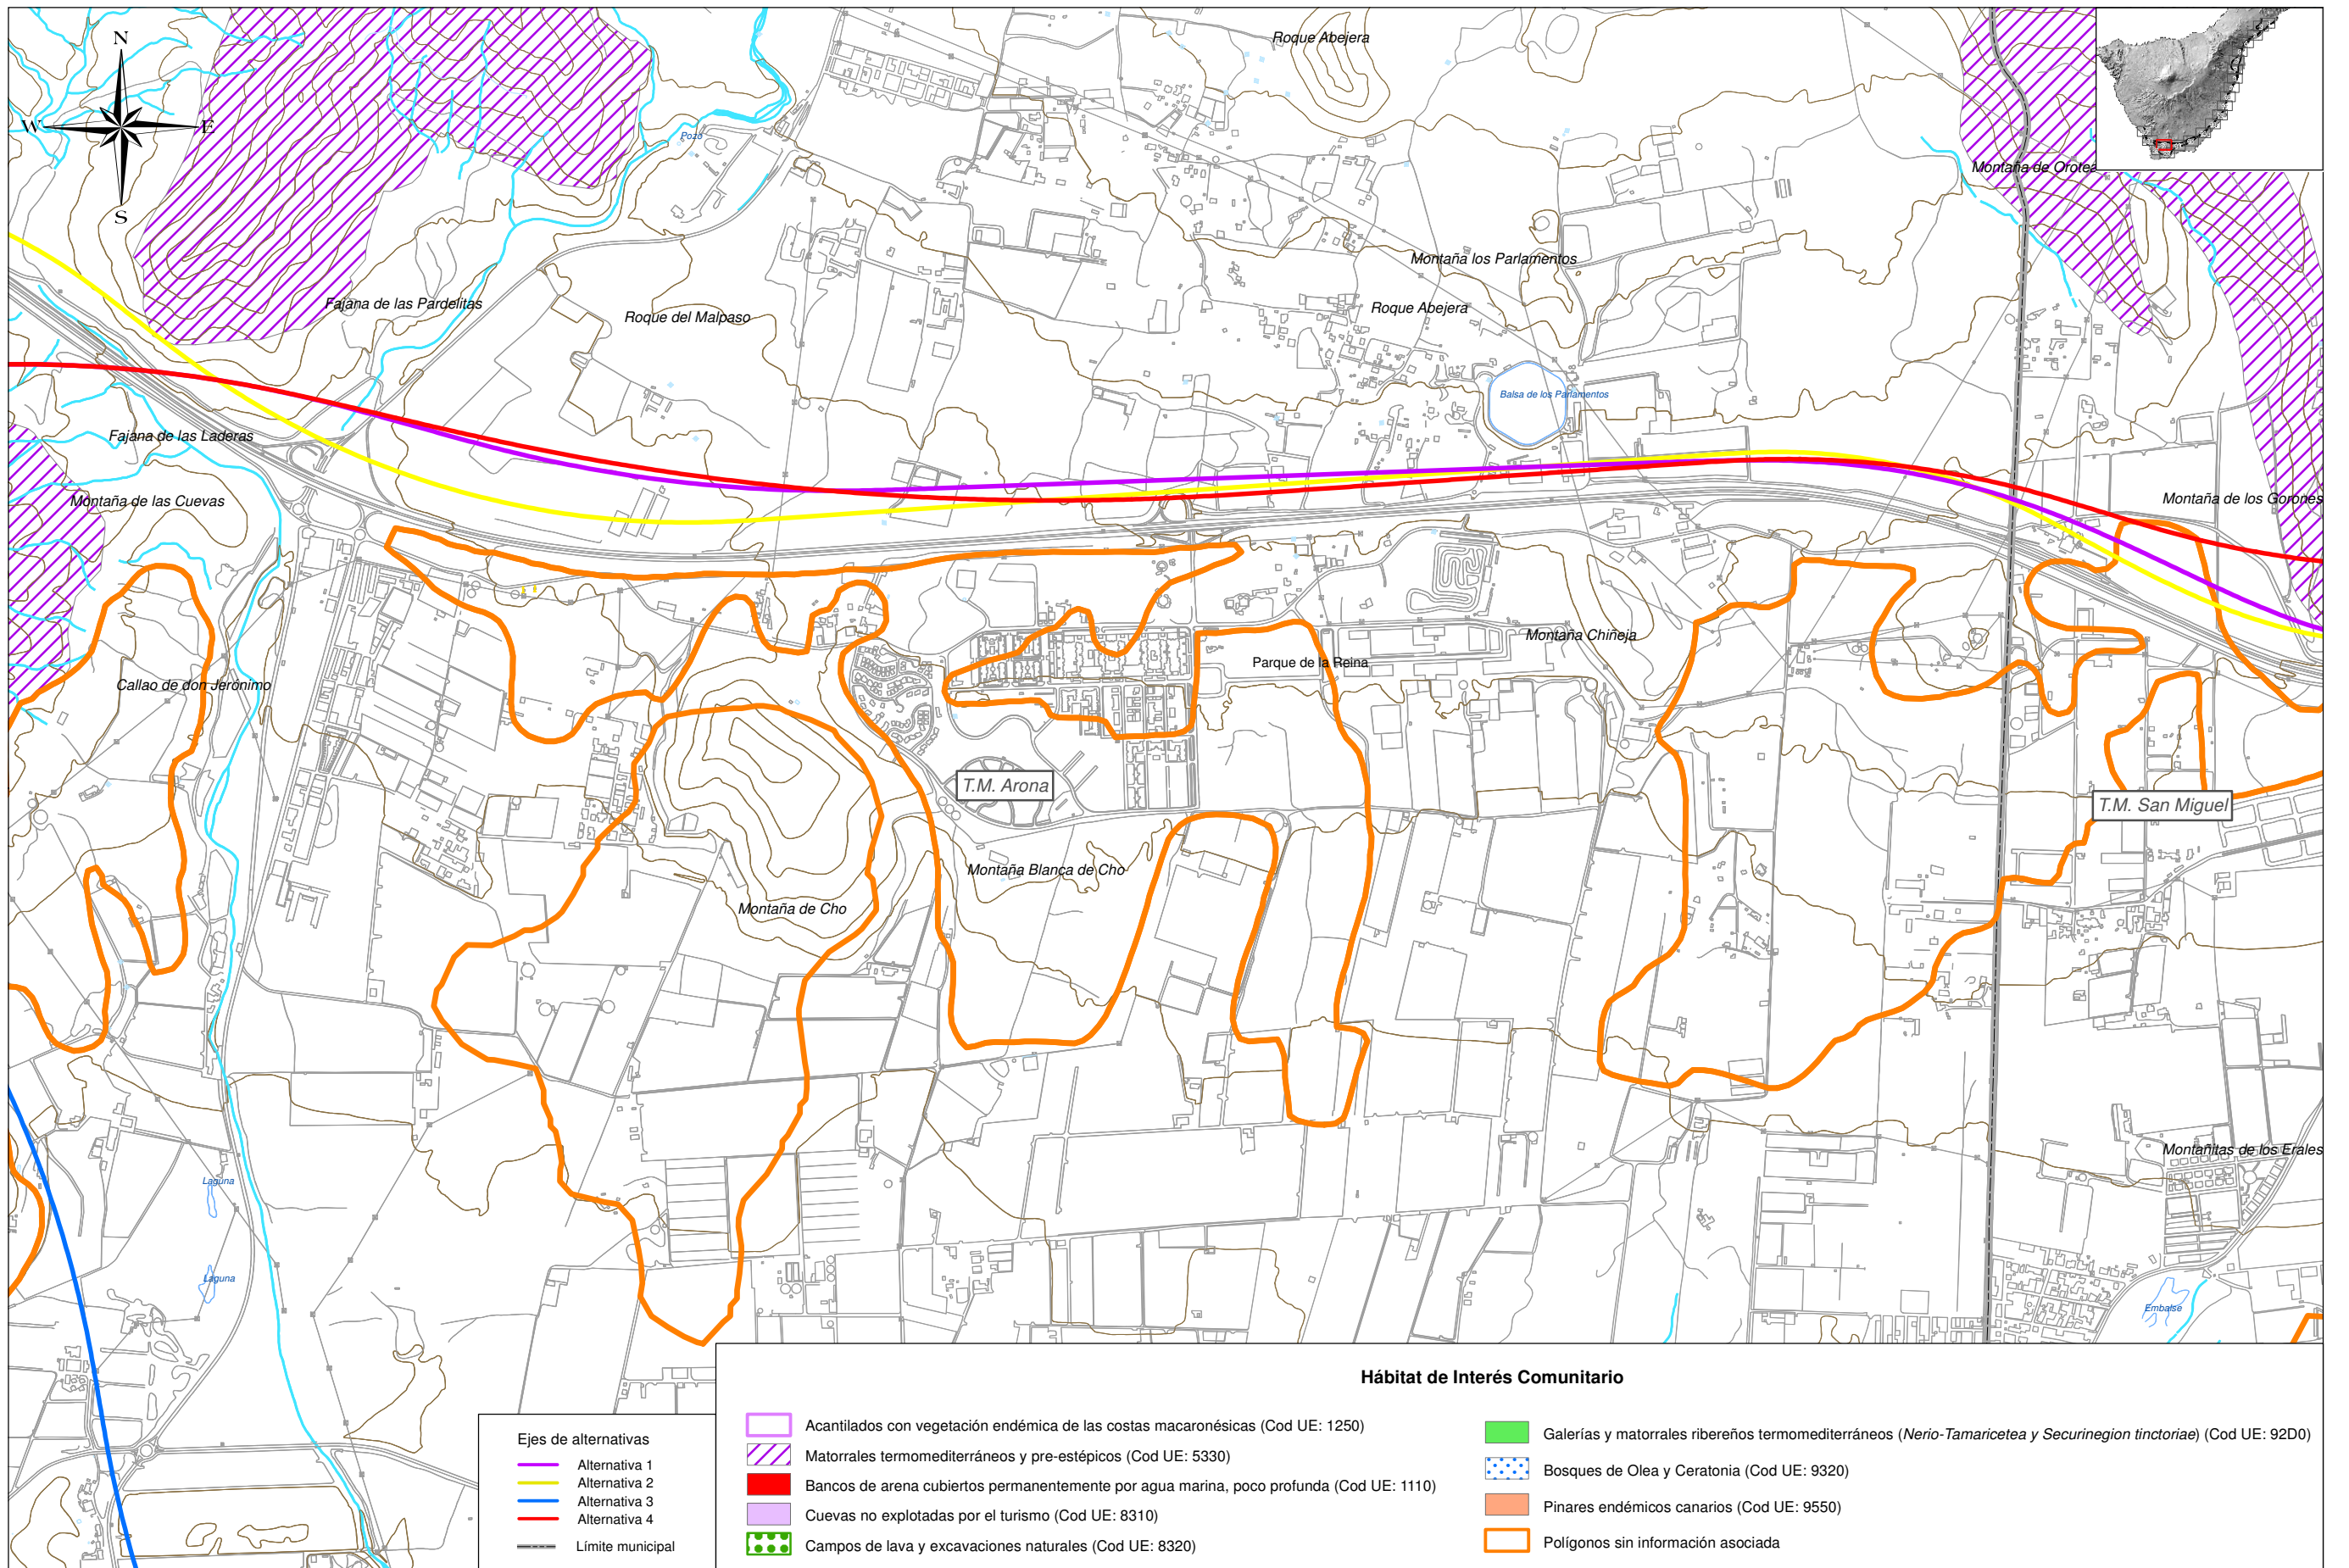 Roque Abejera
N
W
E
S
Pozo
Montaña de Orotea
Montaña los Parlamentos
Fajana de las Pardelitas
Roque del Malpaso
Roque Abejera
Balsa de los Parlamentos
Fajana de las Laderas
Montaña de las Cuevas
Montaña de los Gorones
Montaña Chiñeja
Parque de la Reina
Callao de don Jerónimo
T.M. Arona
T.M. San Miguel
Montaña Blanca de Cho
Montaña de Cho
Montañitas de los Erales
Laguna
Laguna
Embalse
Ejes de alternativas
Alternativa 1
Alternativa 2
Alternativa 3
Alternativa 4
Límite municipal
Hábitat de Interés Comunitario
Acantilados con vegetación endémica de las costas macaronésicas (Cod UE: 1250)
Matorrales termomediterráneos y pre-estépicos (Cod UE: 5330)
Bancos de arena cubiertos permanentemente por agua marina, poco profunda (Cod UE: 1110)
Cuevas no explotadas por el turismo (Cod UE: 8310)
Campos de lava y excavaciones naturales (Cod UE: 8320)
Galerías y matorrales ribereños termomediterráneos (Nerio-Tamaricetea y Securinegion tinctoriae) (Cod UE: 92D0)
Bosques de Olea y Ceratonia (Cod UE: 9320)
Pinares endémicos canarios (Cod UE: 9550)
Polígonos sin información asociada